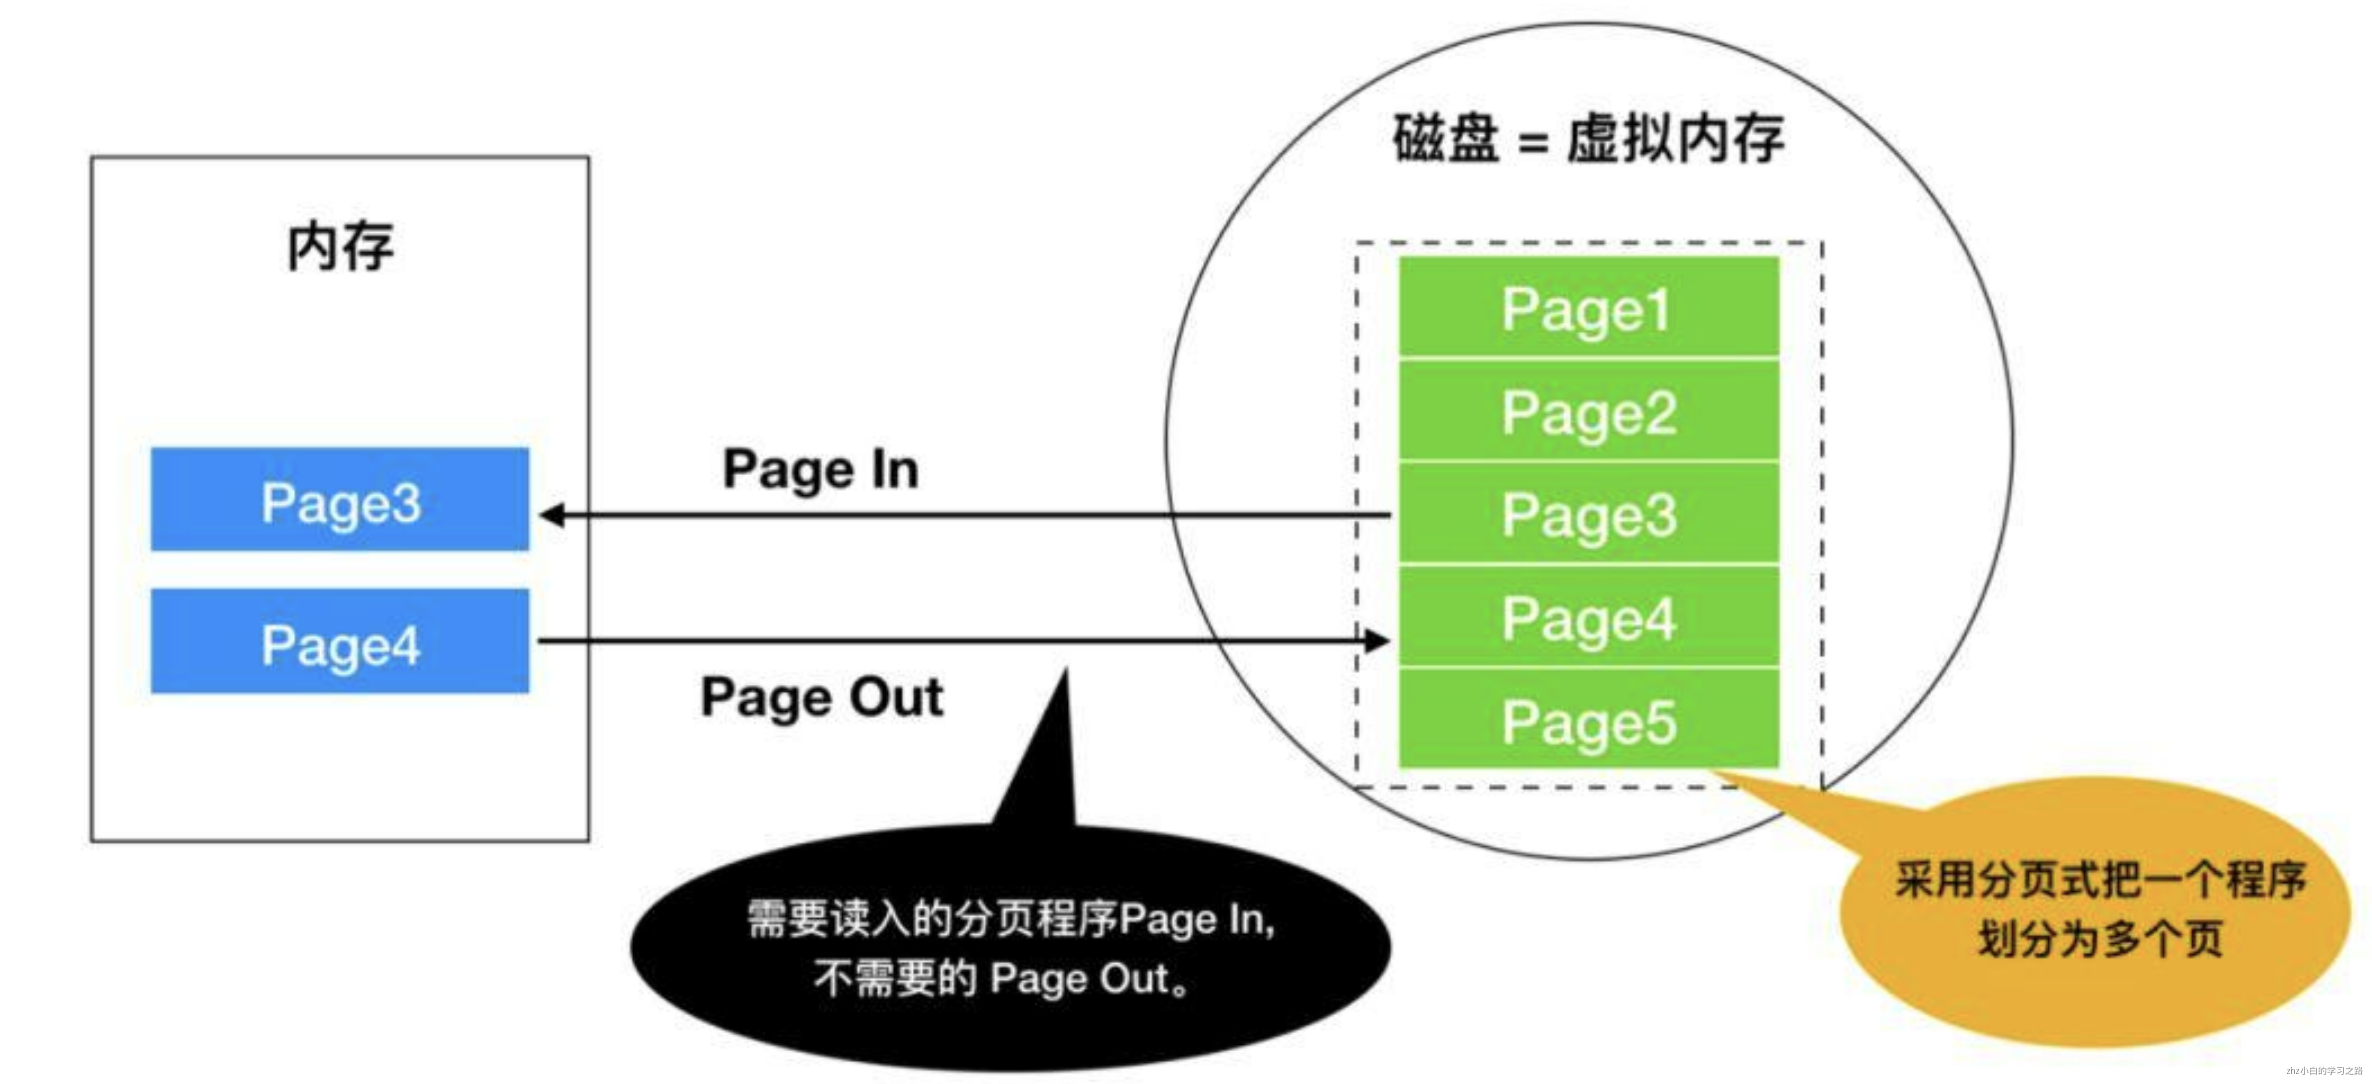 磁盘 = 虚拟内存
内存
Page1
Page2
Page3
Page4
Page5
Page In
Page3
Page4
Page Out
需要读入的分页程序Page In,
不需要的 Page Out。
采用分页式把一个程序
划分为多个页
zhz小白的学习之路